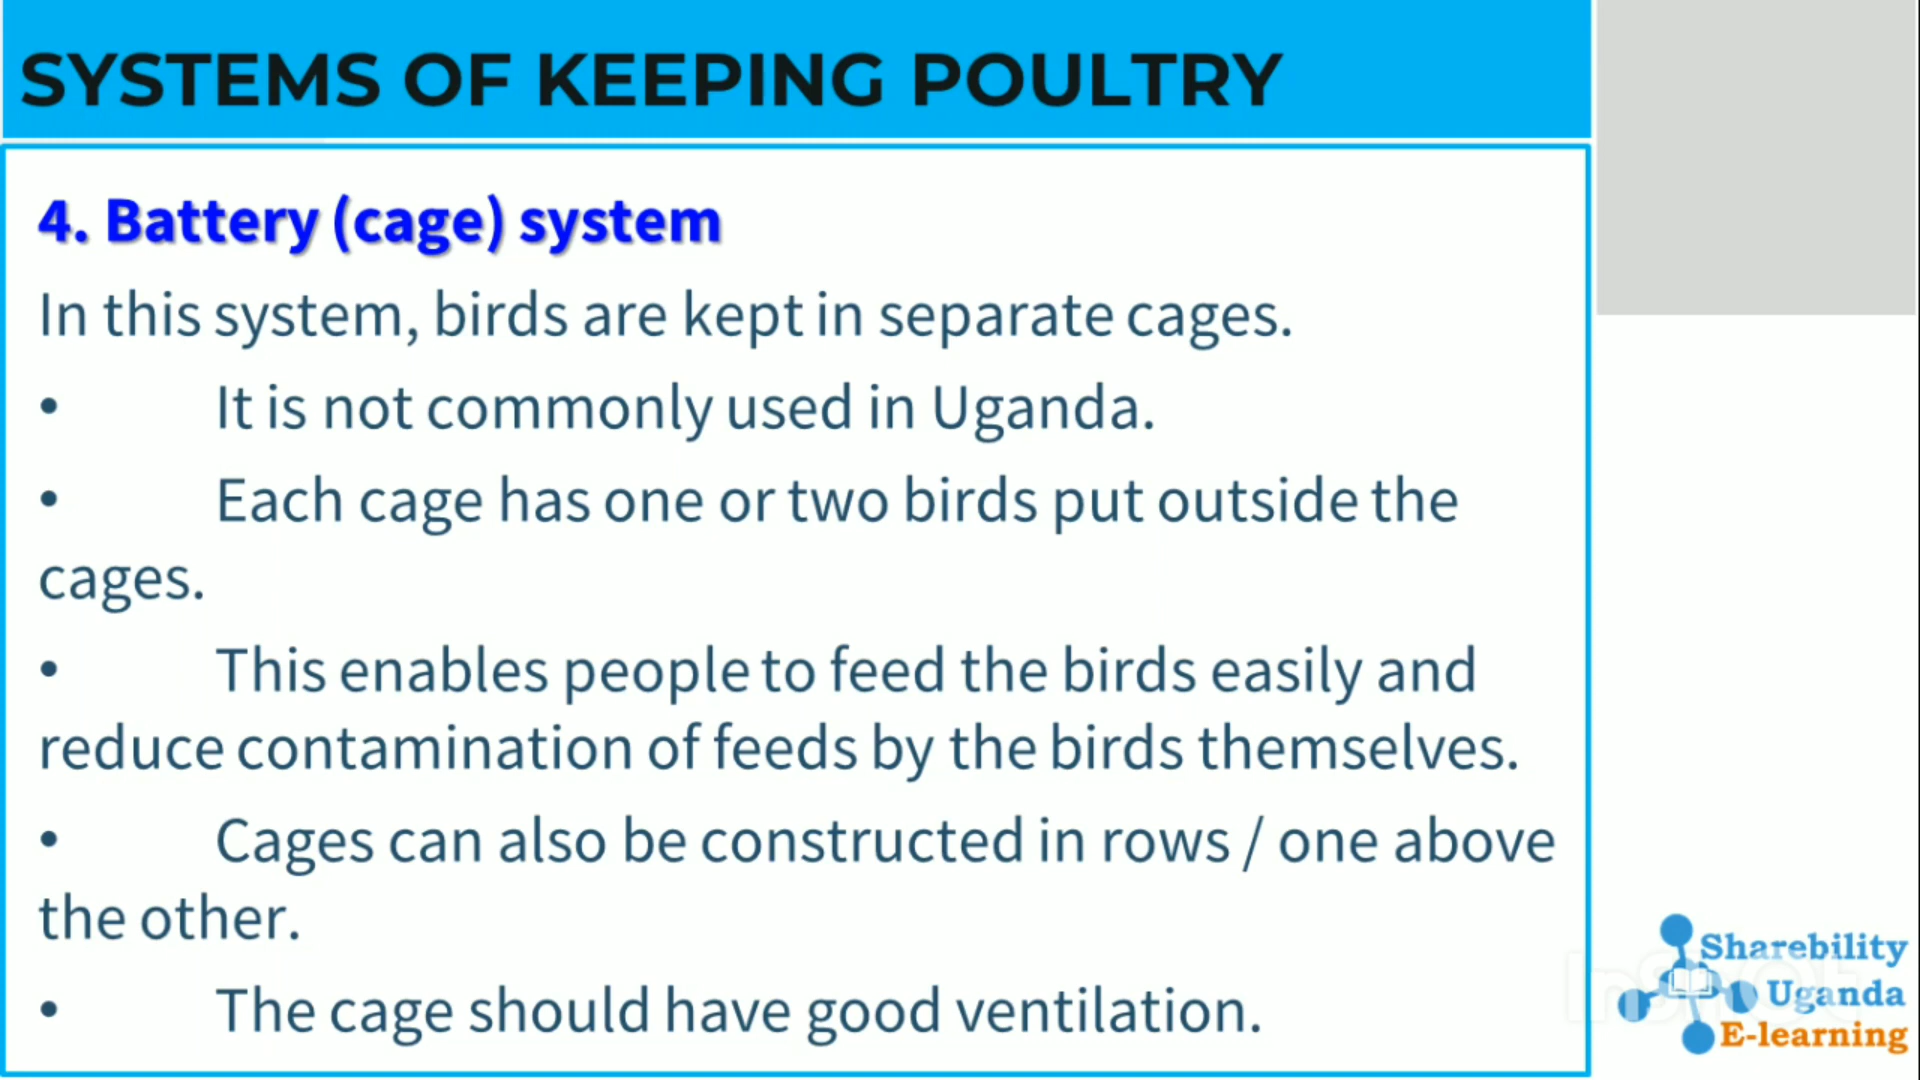 SYSTEMS OF KEEPING POULTRY
4. Battery (cage) system
In this system, birds are kept in separate cages.
• It is not commonly used in Uganda.
• Each cage has one or two birds put outside the
cages.
• This enables people to feed the birds easily and
reduce contamination of feeds by the birds themselves.
• Cages can also be constructed in rows / one above
the other.
• The cage should have good ventilation.
InShOt
Sharebility
Uganda
E-learning